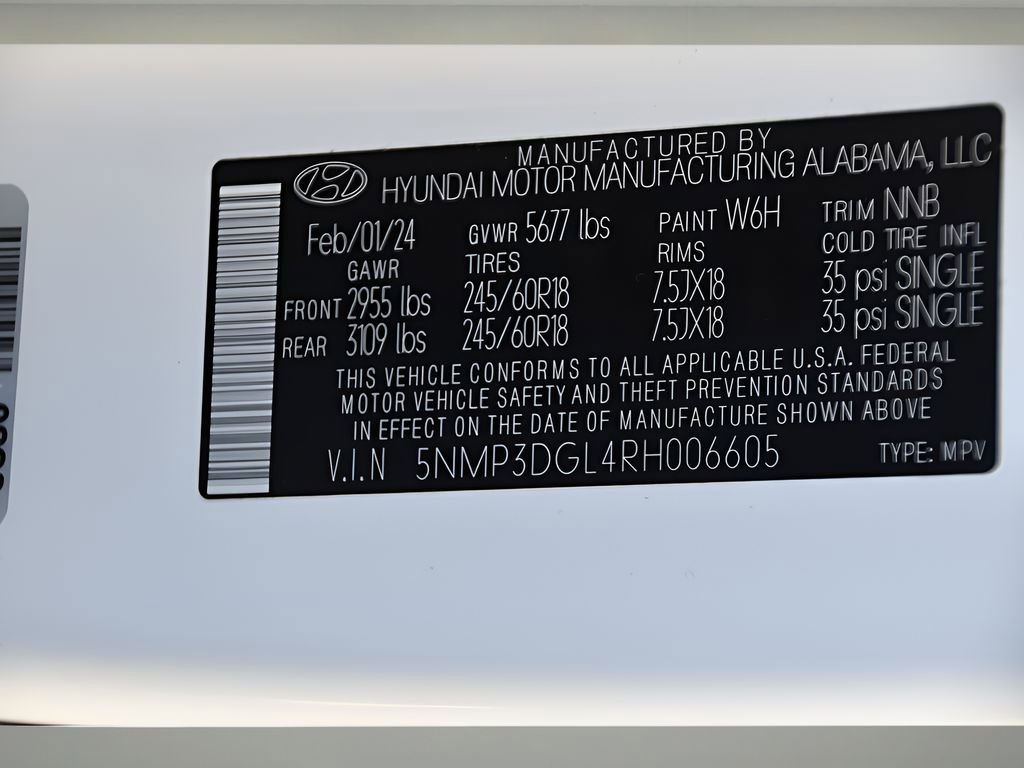 MANUFACTURED BY
HYUNDAI MOTOR MANUFACTURING ALABAMA, LLC
Feb/01/24 GVWR 5677 lbs PAINT W6H TRIM NNB
GAWR TIRES RIMS COLD TIRE INFL
FRONT 2955 lbs 245/60R18 7.5JX18 35 psi SINGLE
REAR 3109 lbs 245/60R18 7.5JX18 35 psi SINGLE
THIS VEHICLE CONFORMS TO ALL APPLICABLE U.S.A. FEDERAL
MOTOR VEHICLE SAFETY AND THEFT PREVENTION STANDARDS
IN EFFECT ON THE DATE OF MANUFACTURE SHOWN ABOVE
V.I.N 5NMP3DGL4RH006605 TYPE: MPV